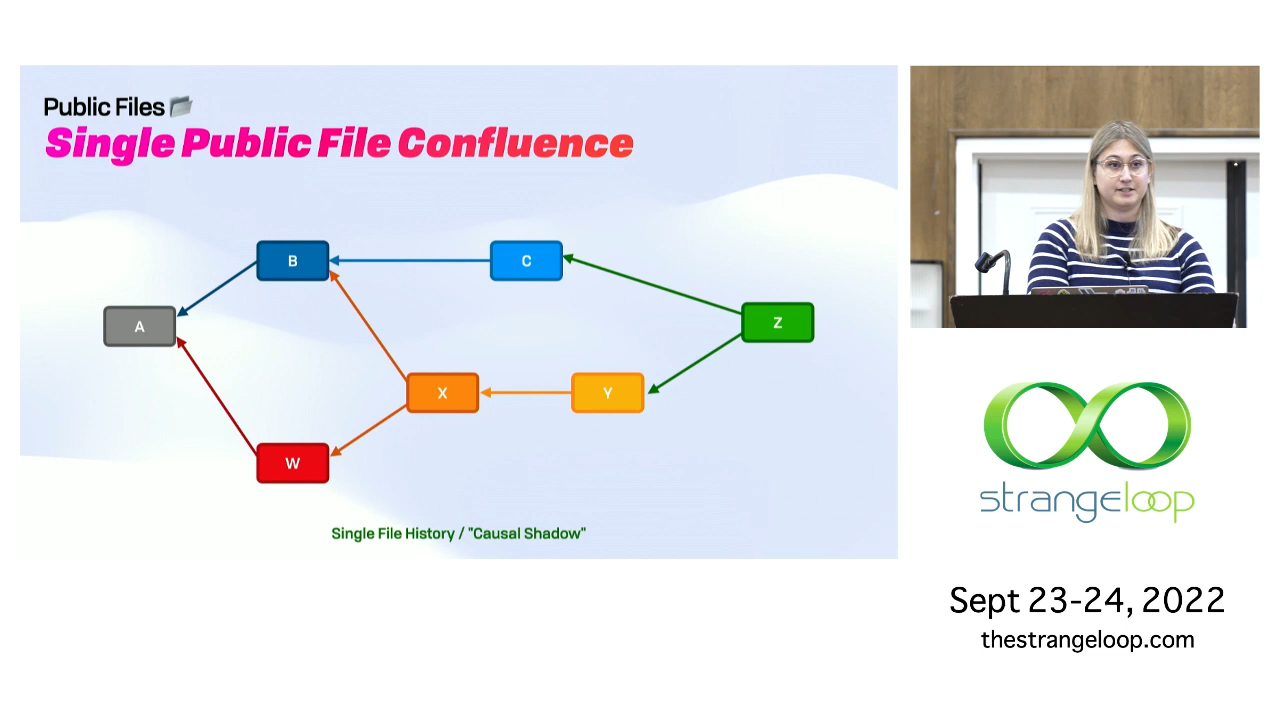 Public Files
Single Public File Confluence
B
C
A
Z
X
Y
W
Single File History / "Causal Shadow"
strangeloop
Sept 23-24, 2022
thestrangeloop.com